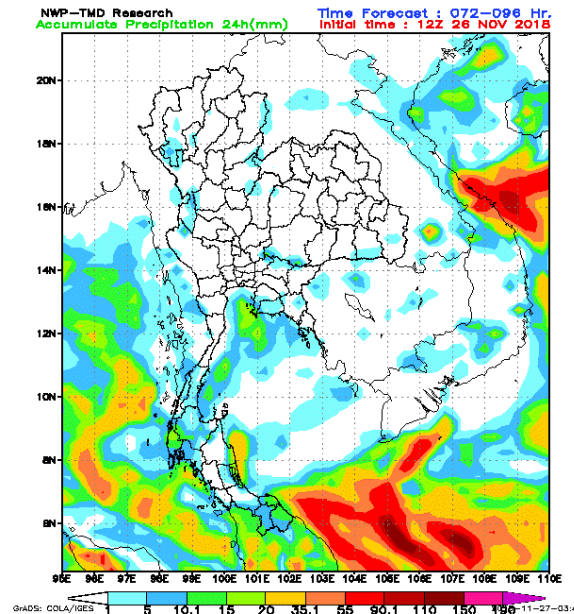 NWP-TMD Research
Time Forecast : 072-096 Hr.
Accumulate Precipitation 24h(mm)
Initial time : 12Z 26 NOV 2018
20N
18N
16N
14N
12N
10N
8N
6N
95E 96E 97E 98E 99E 100E 101E 102E 103E 104E 105E 106E 107E 108E 109E 110E
5 10.1 15 20 35.1 55 90.1 110 150
GrADS: COLA/IGES